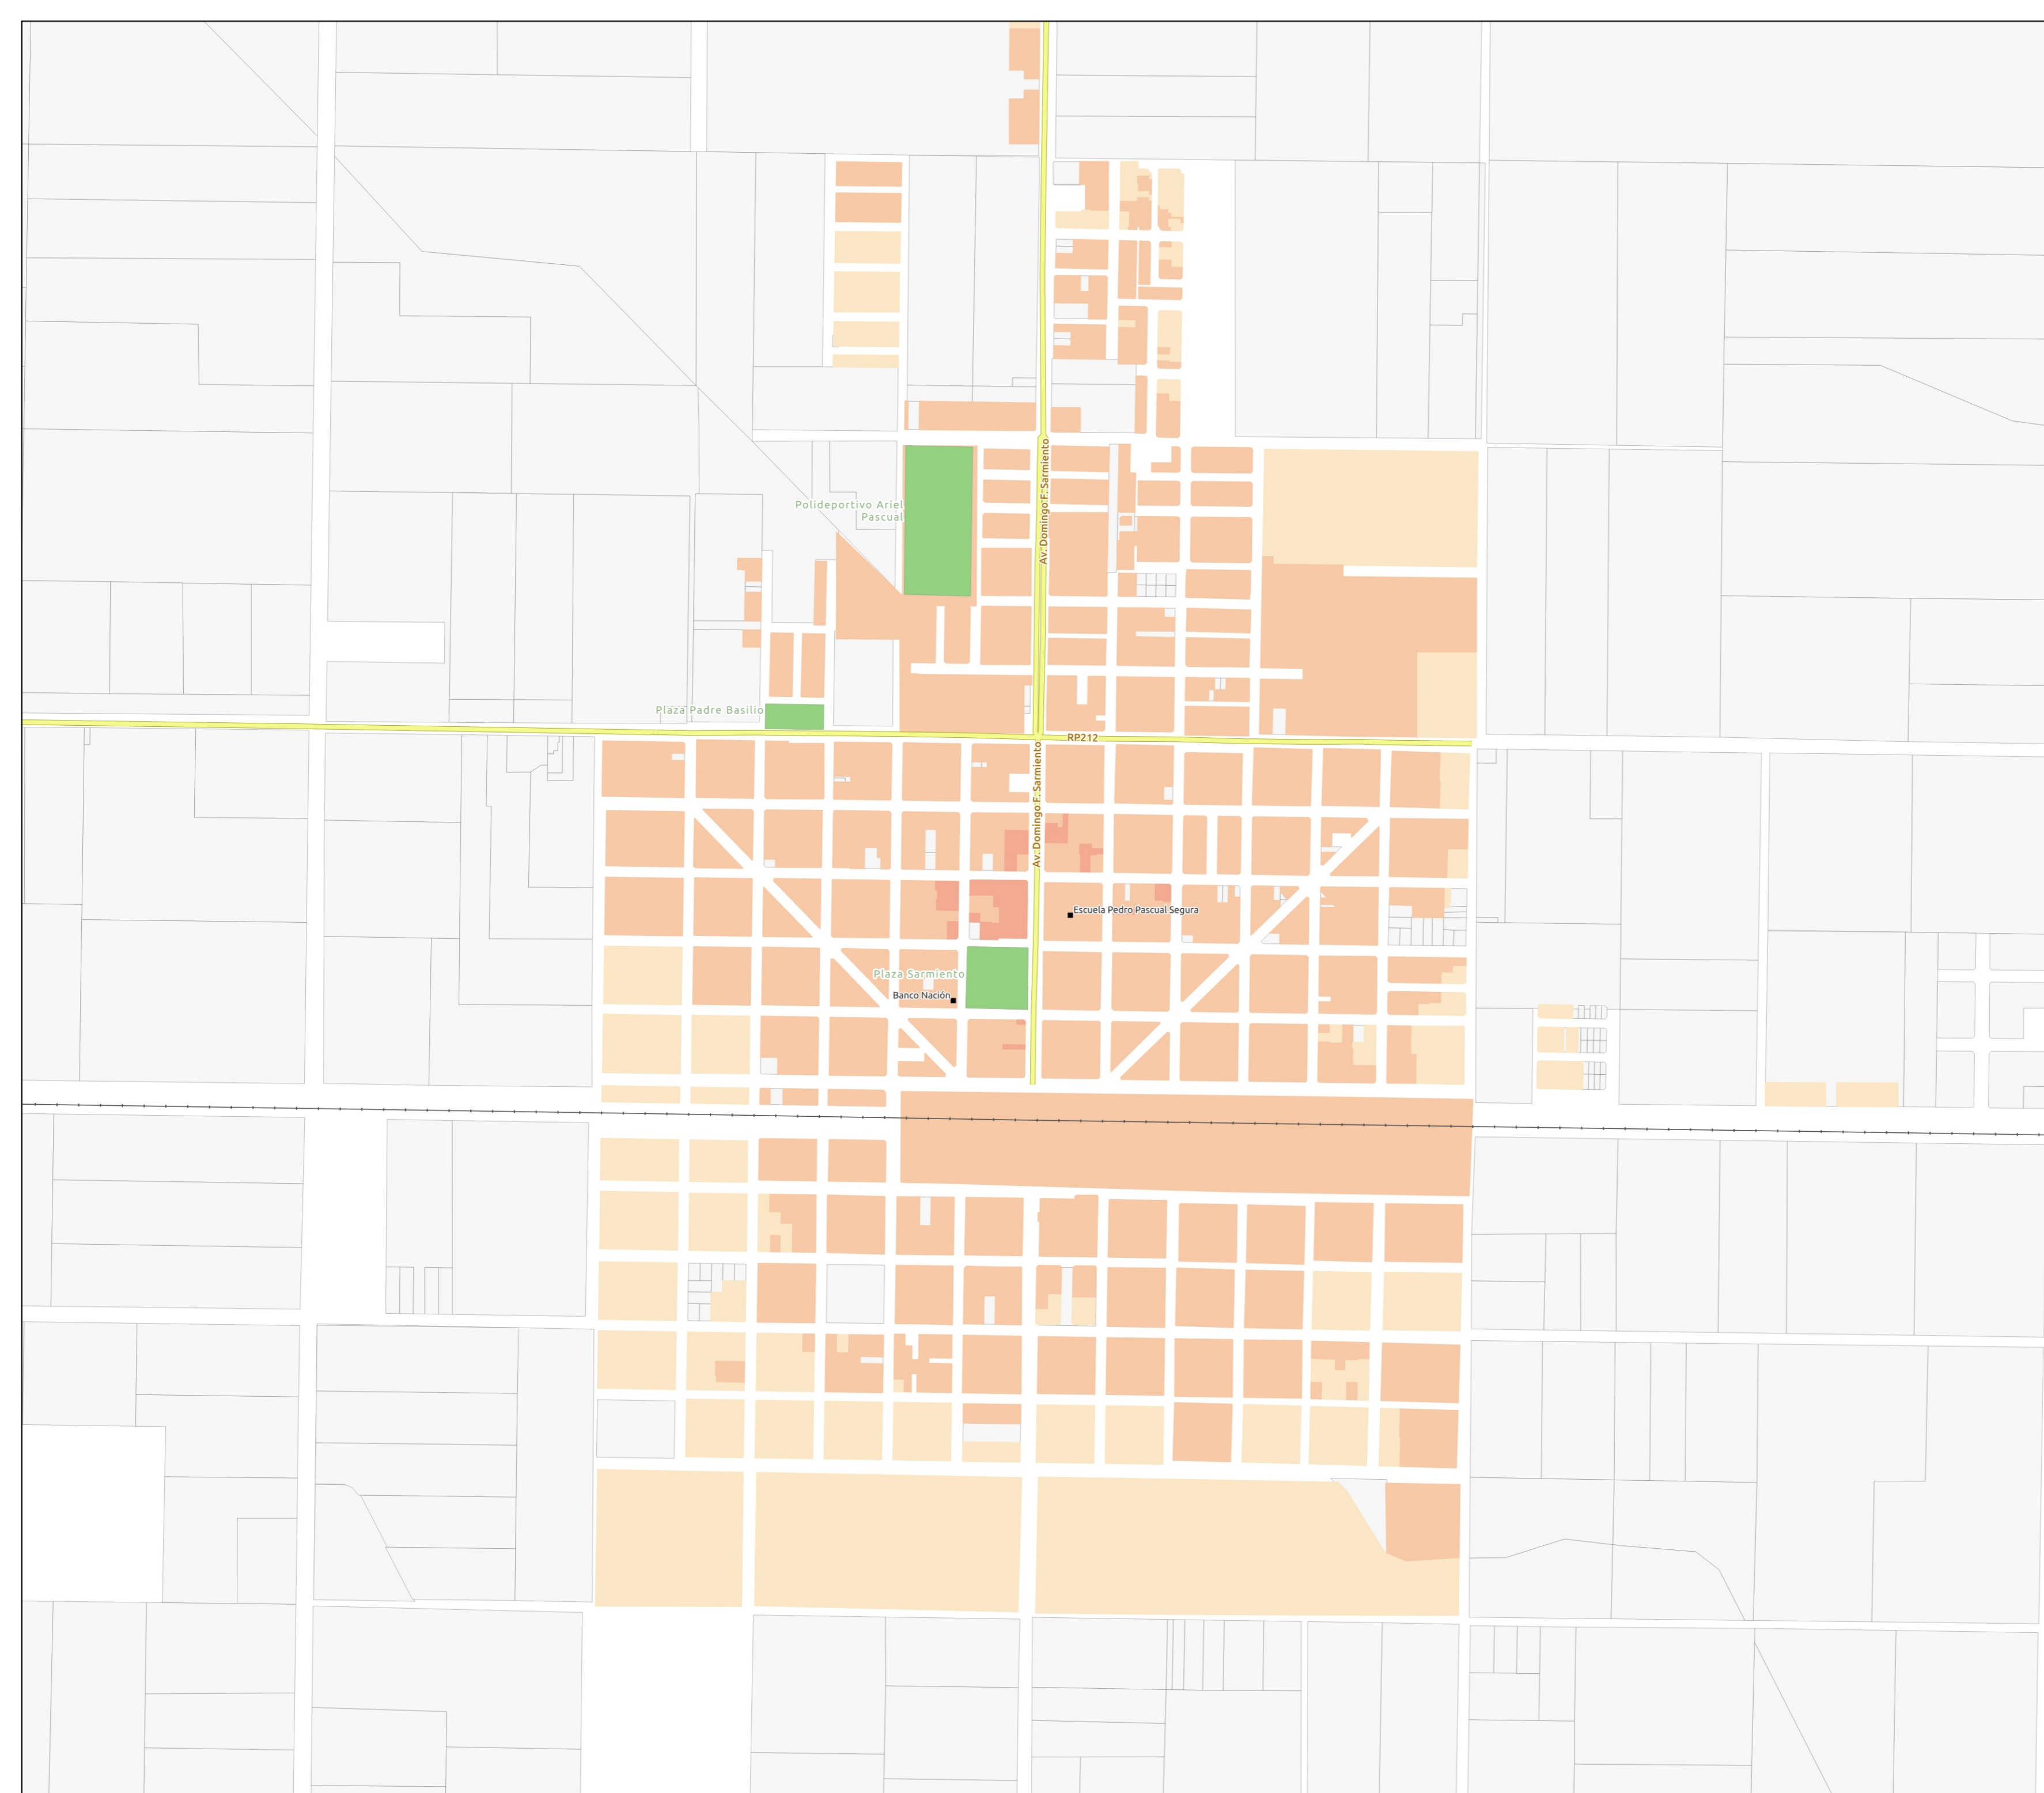 Av. Domingo F. Sarmiento
Polideportivo Ariel
Pascual
Plaza Padre Basilio
RP212
Av. Domingo F. Sarmiento
Escuela Pedro Pascual Segura
Plaza Sarmiento
Banco Nación